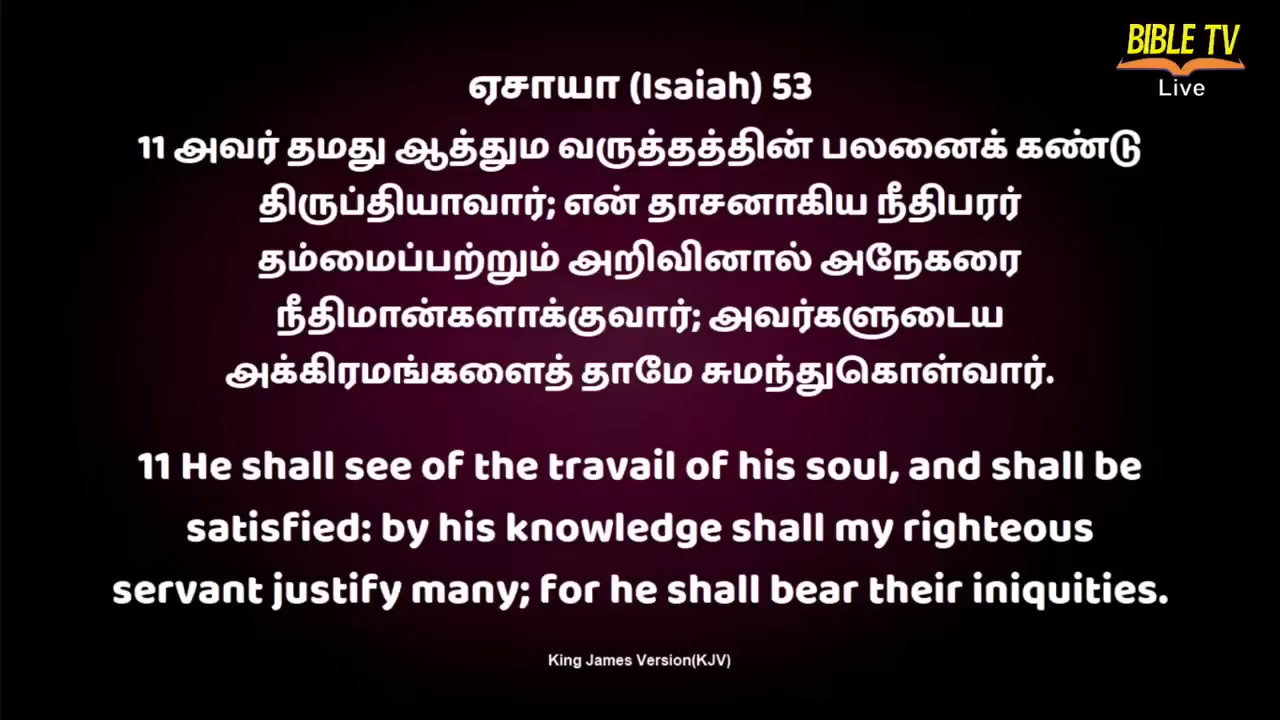 BIBLE TV
Live
ஏசாயா (Isaiah) 53
11 அவர் தமது ஆத்தும வருத்தத்தின் பலனைக் கண்டு
திருப்தியாவார்; என் தாசனாகிய நீதிபரர்
தம்மைப்பற்றும் அறிவினால் அநேகரை
நீதிமான்களாக்குவார்; அவர்களுடைய
அக்கிரமங்களைத் தாமே சுமந்துகொள்வார்.
11 He shall see of the travail of his soul, and shall be
satisfied: by his knowledge shall my righteous
servant justify many; for he shall bear their iniquities.
King James Version(KJV)